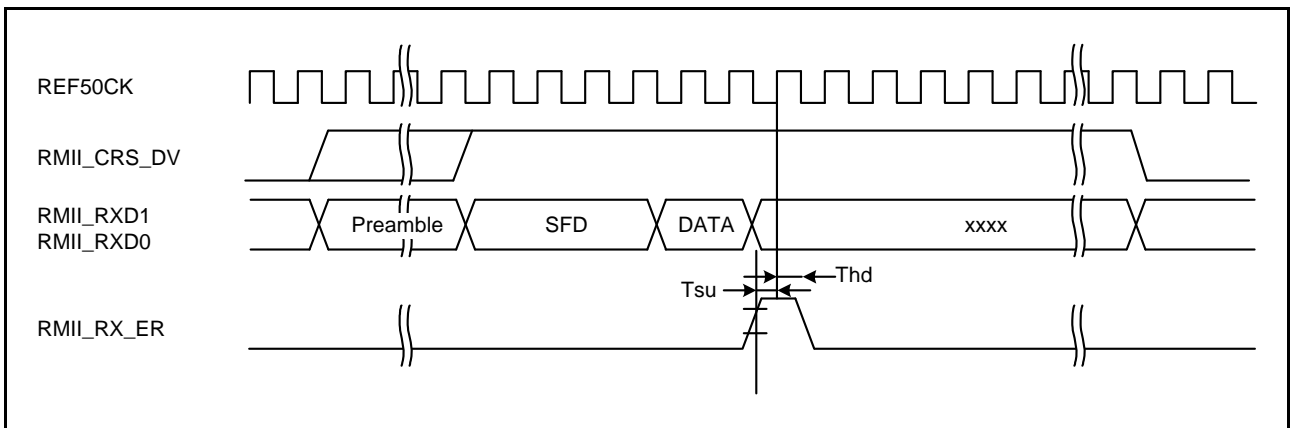 REF50CK
RMII_CRS_DV
RMII_RXD1
RMII_RXD0
Preamble
SFD
DATA
xxxx
Thd
Tsu
RMII_RX_ER